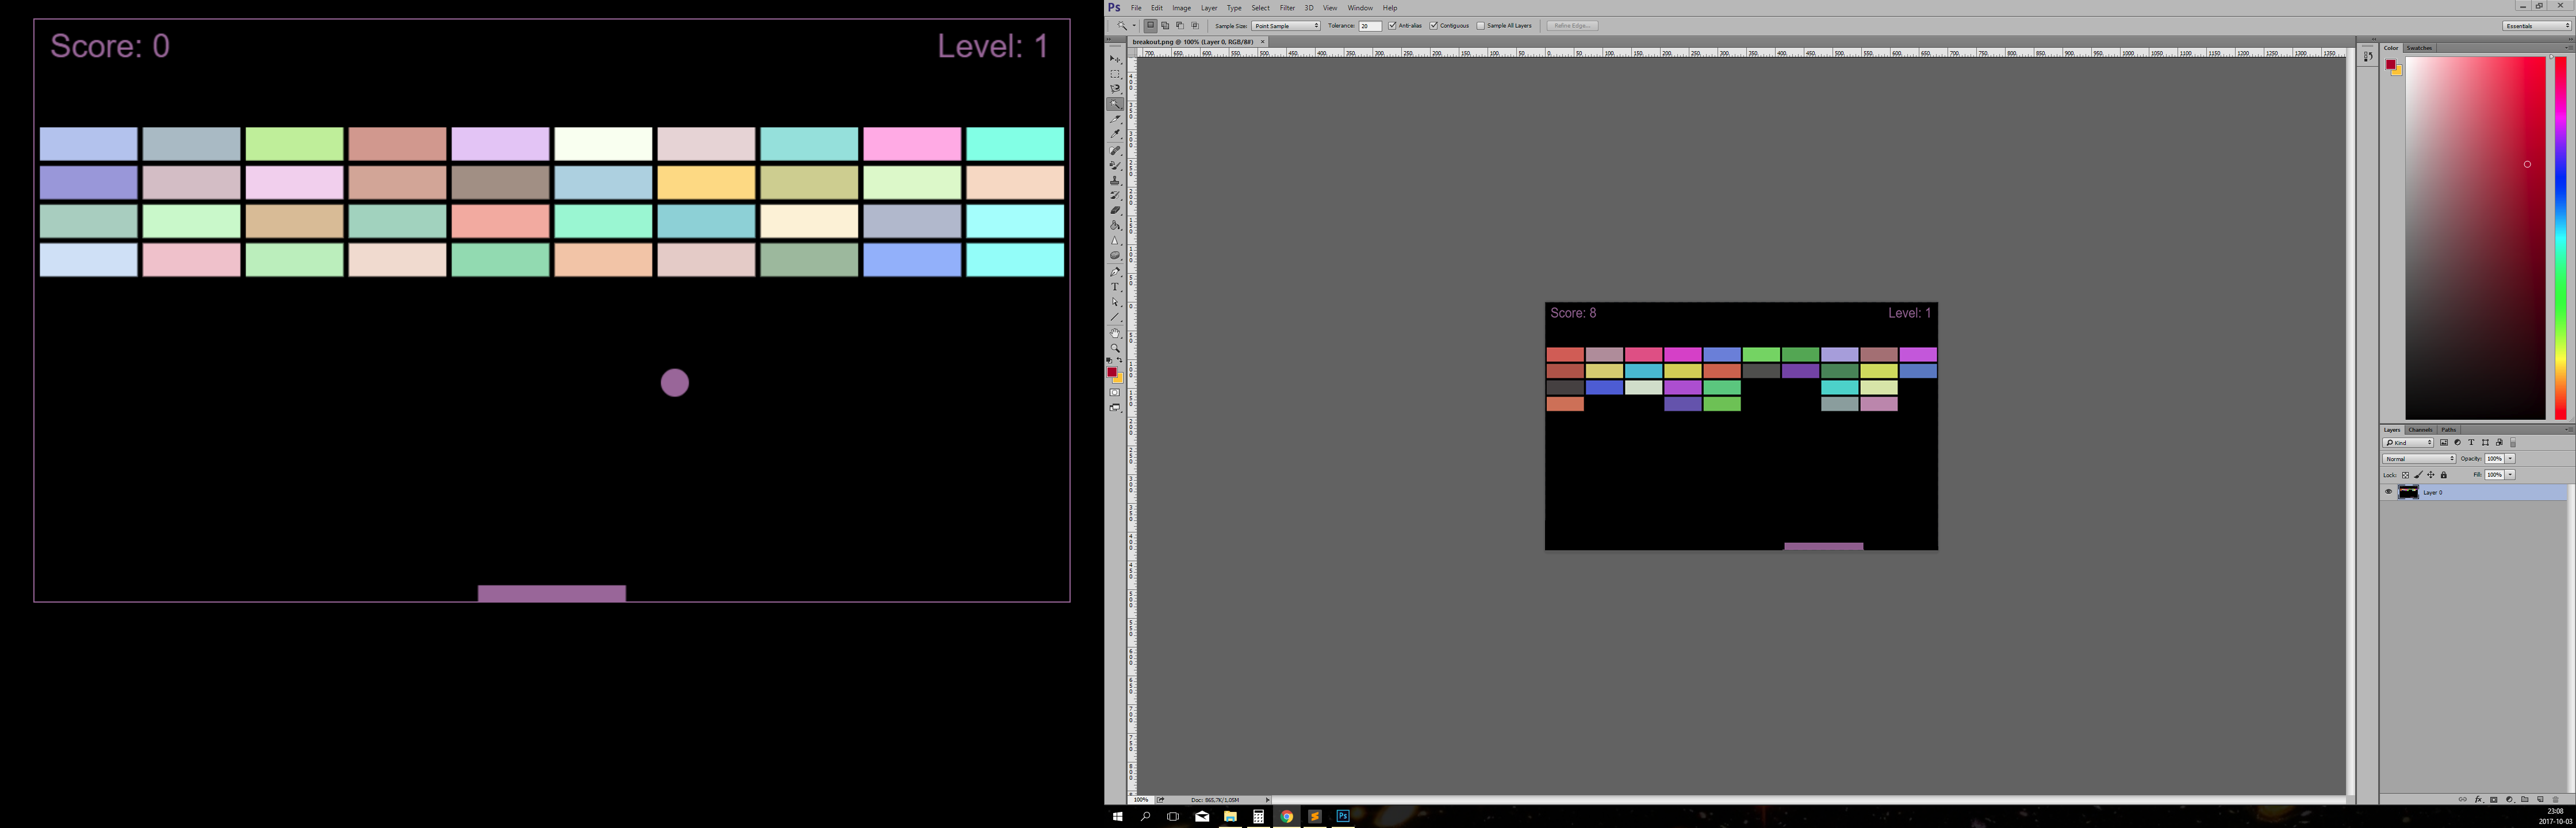 Score: 0
Level: 1
Ps File Edit Image Layer Type Select Filter 3D View Window Help
Sample Size: Point Sample Tolerance: 20 Anti-alias Contiguous Sample All Layers Refine Edge... Essentials
breakout.png @ 100% (Layer 0, RGB/8#) ×
Color Swatches
Score: 8
Level: 1
Layers Channels Paths
Kind
Normal Opacity: 100%
Lock: Fill: 100%
Layer 0
100% Doc: 865,7K/1,05M
23:08
2017-10-03